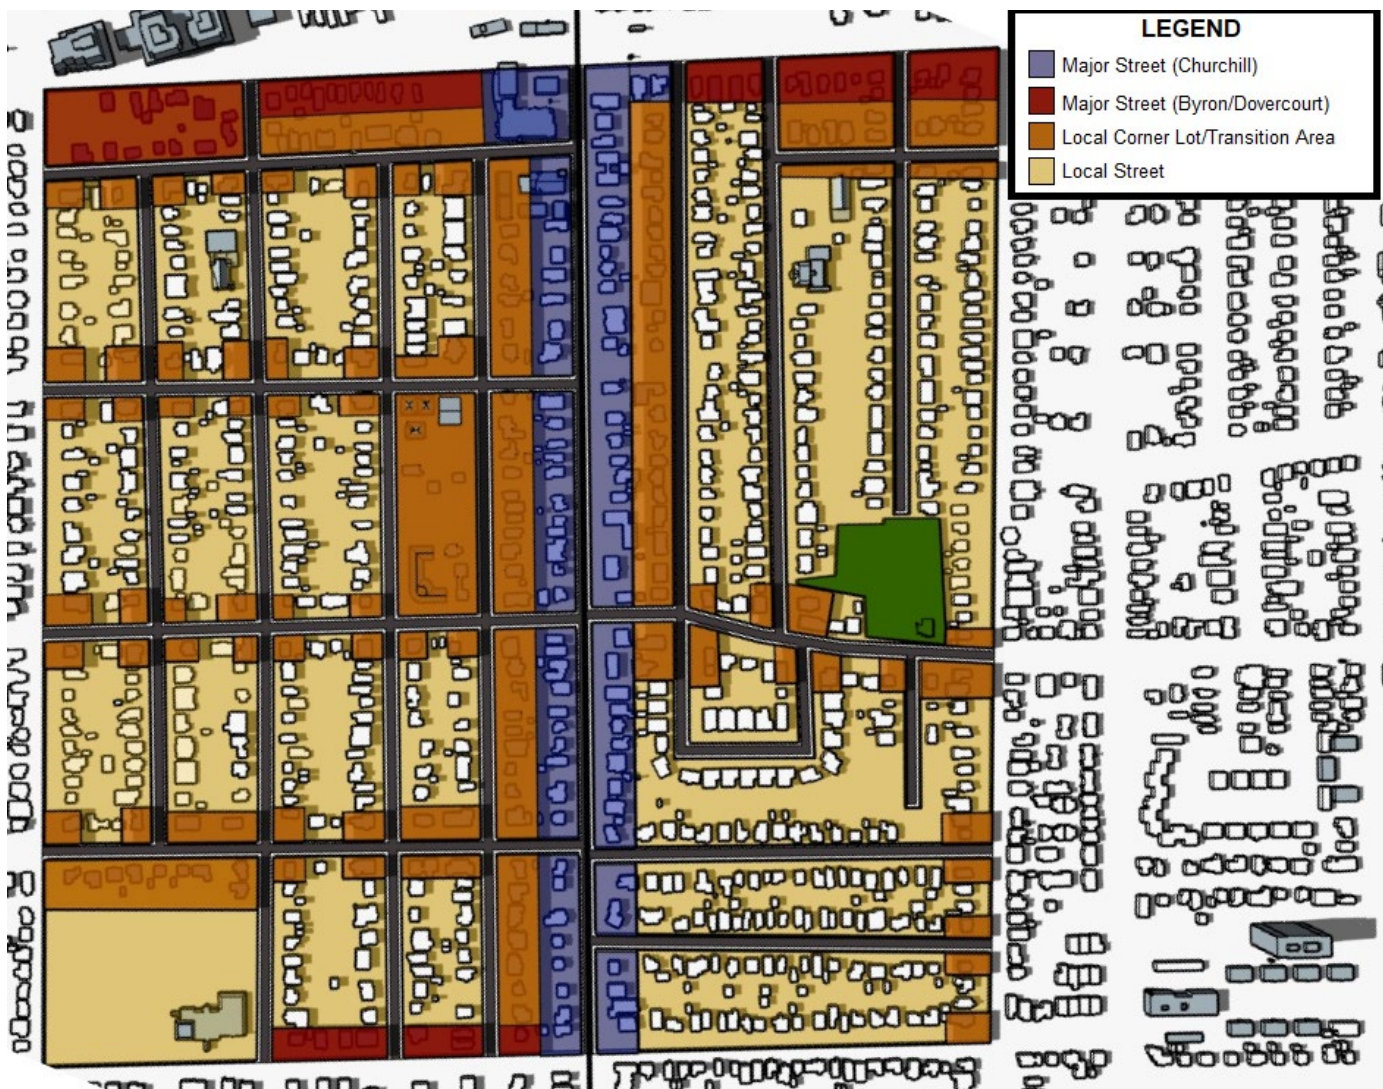 LEGEND
Major Street (Churchill)
Major Street (Byron/Dovercourt)
Local Corner Lot/Transition Area
Local Street